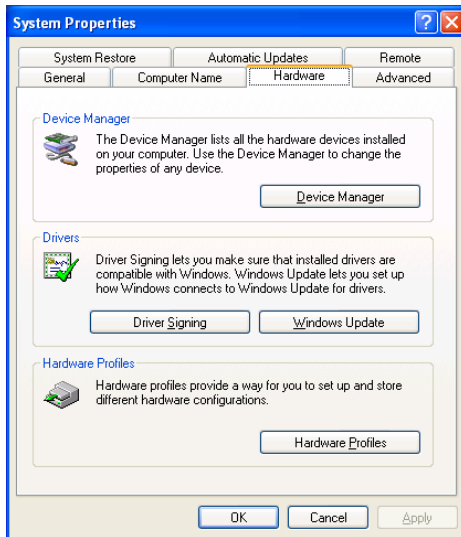 System Properties
System Restore
Automatic Updates
Remote
General
Computer Name
Hardware
Advanced
Device Manager
The Device Manager lists all the hardware devices installed
on your computer. Use the Device Manager to change the
properties of any device.
Device Manager
Drivers
Driver Signing lets you make sure that installed drivers are
compatible with Windows. Windows Update lets you set up
how Windows connects to Windows Update for drivers.
Driver Signing
Windows Update
Hardware Profiles
Hardware profiles provide a way for you to set up and store
different hardware configurations.
Hardware Profiles
OK
Cancel
Apply